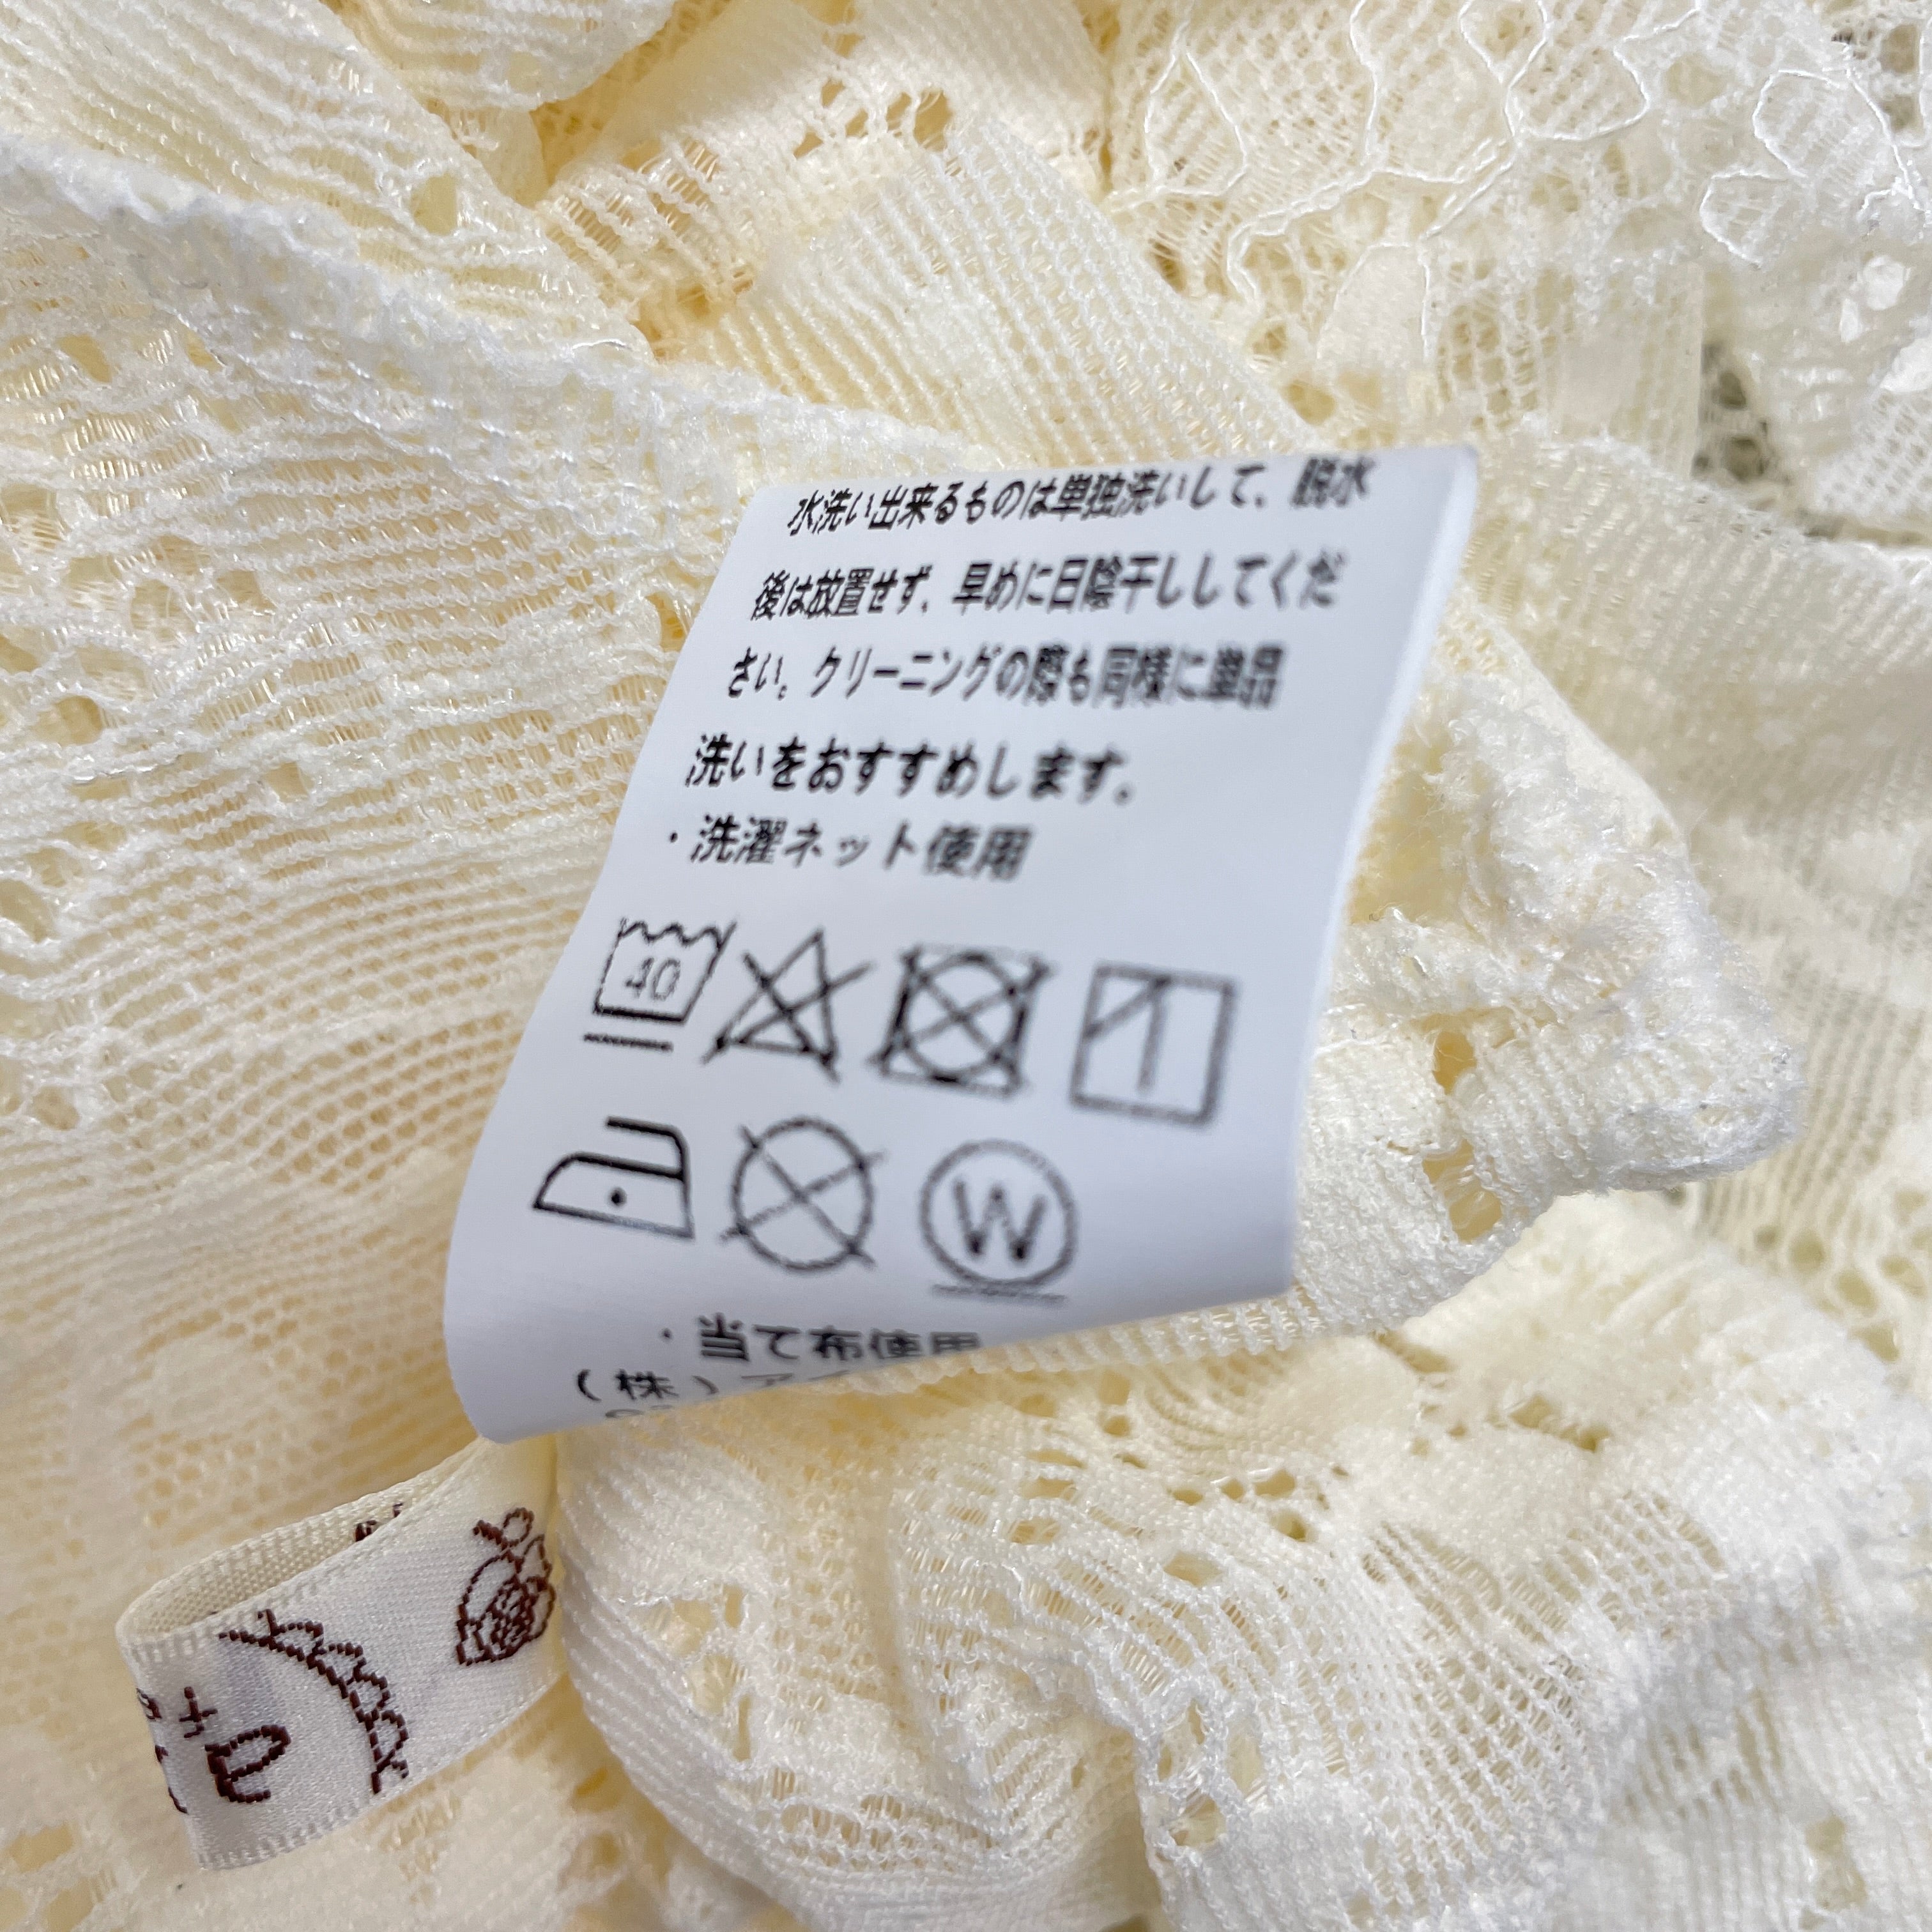 水洗い出来るものは単独洗いして、脱水
後は放置せず、早めに日陰干ししてくだ
さい。クリーニングの際も同様に単品
洗いをおすすめします。
・洗濯ネット使用
40
W
・当て布使用
(株)